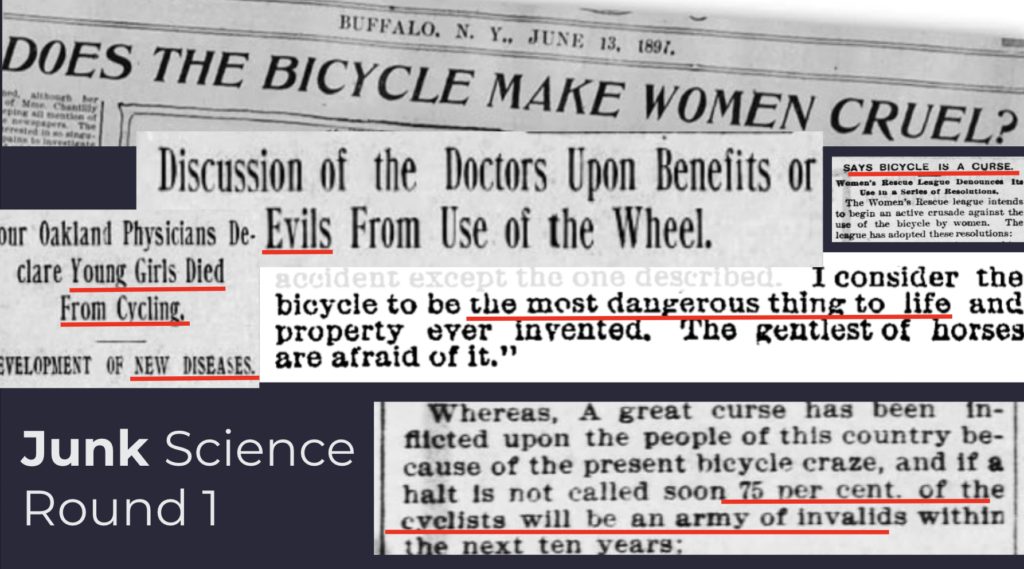 BUFFALO, N. Y., JUNE 13, 1897.
DOES THE BICYCLE MAKE WOMEN CRUEL?
Discussion of the Doctors Upon Benefits or
Evils From Use of the Wheel.
SAYS BICYCLE IS A CURSE.
Women's Rescue League Denounces Its
Use in a Series of Resolutions.
The Women's Rescue league intends
to begin an active crusade against the
use of the bicycle by women. The
league has adopted these resolutions:
our Oakland Physicians De-
clare Young Girls Died
From Cycling.
EVELOPMENT OF NEW DISEASES.
accident except the one described. I consider the
bicycle to be the most dangerous thing to life and
property ever invented. The gentlest of horses
are afraid of it."
Junk Science
Round 1
Whereas, A great curse has been in-
flicted upon the people of this country be-
cause of the present bicycle craze, and if a
halt is not called soon 75 per cent. of the
cyclists will be an army of invalids within
the next ten years;